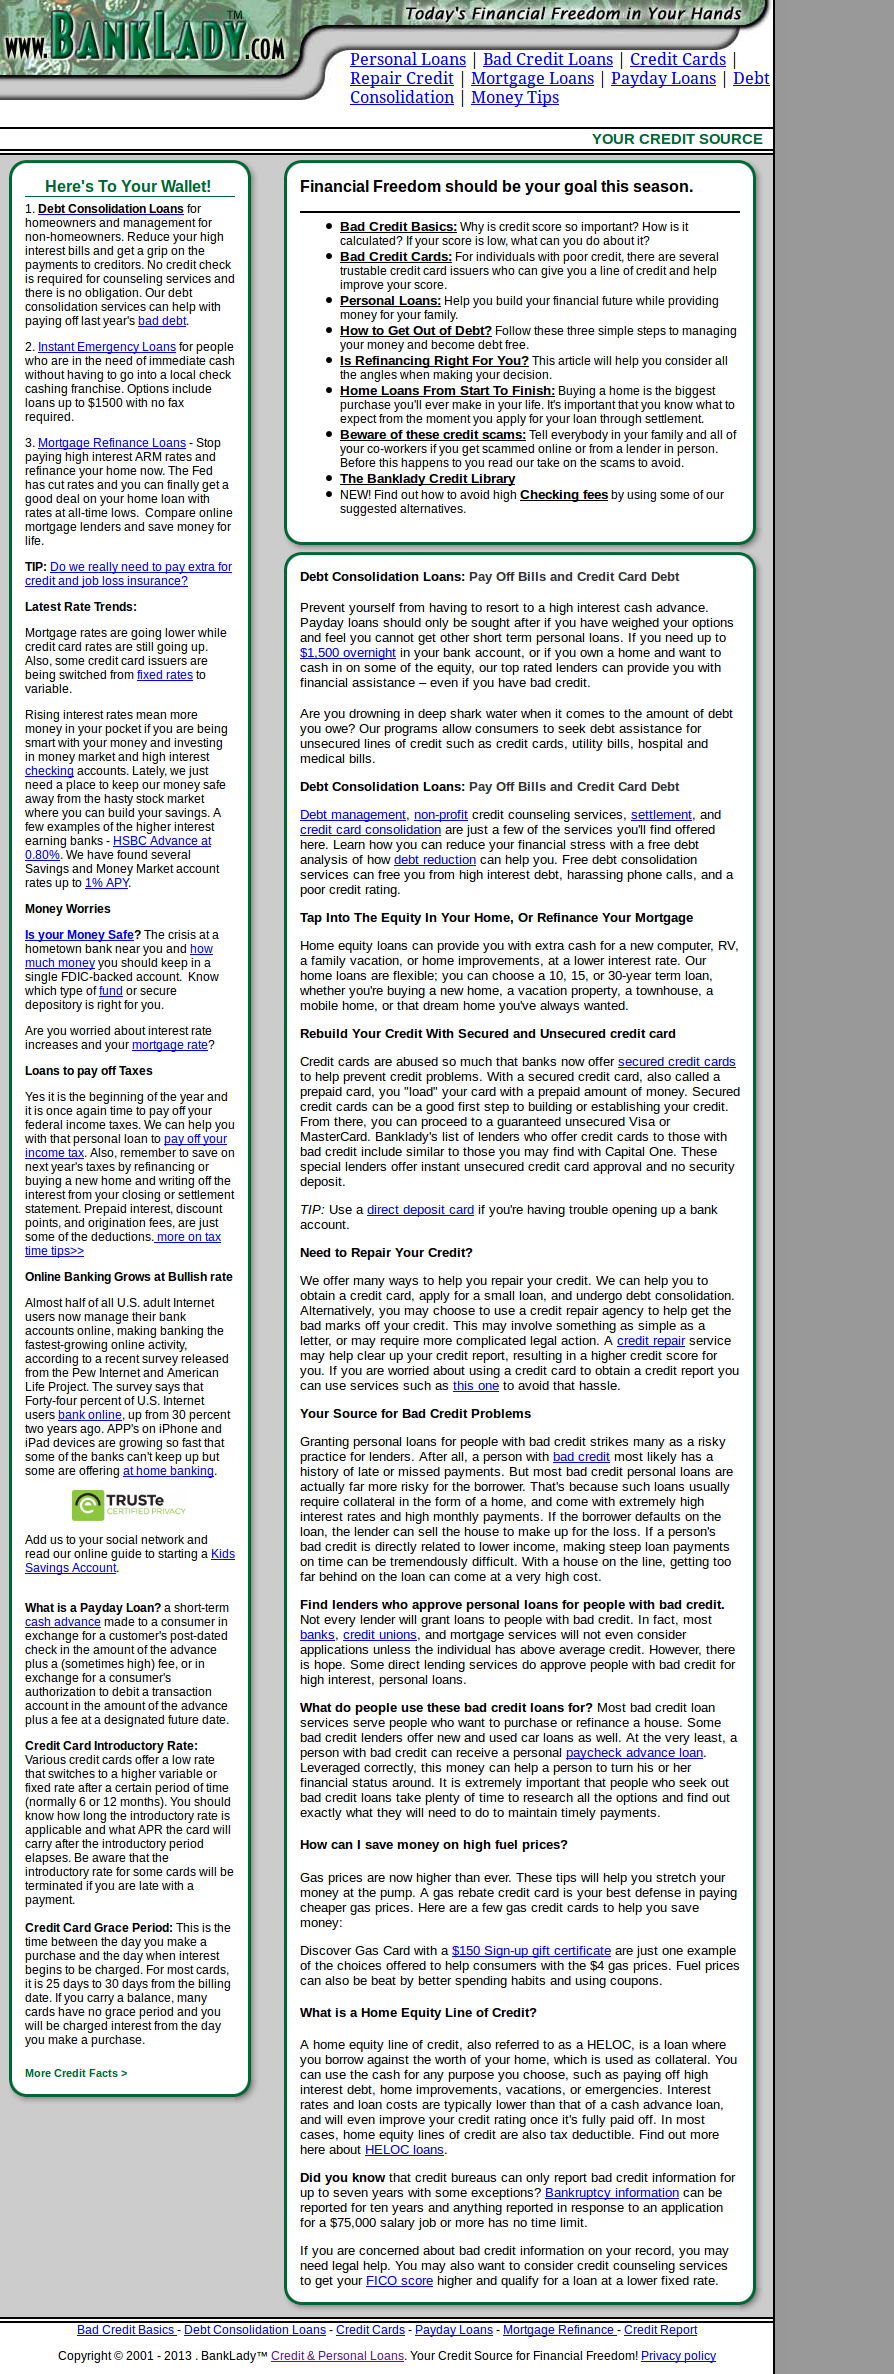 Today's Financial Freedom in Your Hands
www.BANKLADY.com TM
Personal Loans | Bad Credit Loans | Credit Cards |
Repair Credit | Mortgage Loans | Payday Loans | Debt
Consolidation | Money Tips
YOUR CREDIT SOURCE
Here's To Your Wallet!
1. Debt Consolidation Loans for
homeowners and management for
non-homeowners. Reduce your high
interest bills and get a grip on the
payments to creditors. No credit check
is required for counseling services and
there is no obligation. Our debt
consolidation services can help with
paying off last year's bad debt.
2. Instant Emergency Loans for people
who are in the need of immediate cash
without having to go into a local check
cashing franchise. Options include
loans up to $1500 with no fax
required.
3. Mortgage Refinance Loans - Stop
paying high interest ARM rates and
refinance your home now. The Fed
has cut rates and you can finally get a
good deal on your home loan with
rates at all-time lows. Compare online
mortgage lenders and save money for
life.
TIP: Do we really need to pay extra for
credit and job loss insurance?
Latest Rate Trends:
Mortgage rates are going lower while
credit card rates are still going up.
Also, some credit card issuers are
being switched from fixed rates to
variable.
Rising interest rates mean more
money in your pocket if you are being
smart with your money and investing
in money market and high interest
checking accounts. Lately, we just
need a place to keep our money safe
away from the hasty stock market
where you can build your savings. A
few examples of the higher interest
earning banks - HSBC Advance at
0.80%. We have found several
Savings and Money Market account
rates up to 1% APY.
Money Worries
Is your Money Safe? The crisis at a
hometown bank near you and how
much money you should keep in a
single FDIC-backed account. Know
which type of fund or secure
depository is right for you.
Are you worried about interest rate
increases and your mortgage rate?
Loans to pay off Taxes
Yes it is the beginning of the year and
it is once again time to pay off your
federal income taxes. We can help you
with that personal loan to pay off your
income tax. Also, remember to save on
next year's taxes by refinancing or
buying a new home and writing off the
interest from your closing or settlement
statement. Prepaid interest, discount
points, and origination fees, are just
some of the deductions. more on tax
time tips>>
Online Banking Grows at Bullish rate
Almost half of all U.S. adult Internet
users now manage their bank
accounts online, making banking the
fastest-growing online activity,
according to a recent survey released
from the Pew Internet and American
Life Project. The survey says that
Forty-four percent of U.S. Internet
users bank online, up from 30 percent
two years ago. APP's on iPhone and
iPad devices are growing so fast that
some of the banks can't keep up but
some are offering at home banking.
TRUSTe
CERTIFIED PRIVACY
Add us to your social network and
read our online guide to starting a Kids
Savings Account.
What is a Payday Loan? a short-term
cash advance made to a consumer in
exchange for a customer's post-dated
check in the amount of the advance
plus a (sometimes high) fee, or in
exchange for a consumer's
authorization to debit a transaction
account in the amount of the advance
plus a fee at a designated future date.
Credit Card Introductory Rate:
Various credit cards offer a low rate
that switches to a higher variable or
fixed rate after a certain period of time
(normally 6 or 12 months). You should
know how long the introductory rate is
applicable and what APR the card will
carry after the introductory period
elapses. Be aware that the
introductory rate for some cards will be
terminated if you are late with a
payment.
Credit Card Grace Period: This is the
time between the day you make a
purchase and the day when interest
begins to be charged. For most cards,
it is 25 days to 30 days from the billing
date. If you carry a balance, many
cards have no grace period and you
will be charged interest from the day
you make a purchase.
More Credit Facts >
Financial Freedom should be your goal this season.
• Bad Credit Basics: Why is credit score so important? How is it
calculated? If your score is low, what can you do about it?
• Bad Credit Cards: For individuals with poor credit, there are several
trustable credit card issuers who can give you a line of credit and help
improve your score.
• Personal Loans: Help you build your financial future while providing
money for your family.
• How to Get Out of Debt? Follow these three simple steps to managing
your money and become debt free.
• Is Refinancing Right For You? This article will help you consider all
the angles when making your decision.
• Home Loans From Start To Finish: Buying a home is the biggest
purchase you'll ever make in your life. It's important that you know what to
expect from the moment you apply for your loan through settlement.
• Beware of these credit scams: Tell everybody in your family and all of
your co-workers if you get scammed online or from a lender in person.
Before this happens to you read our take on the scams to avoid.
• The Banklady Credit Library
• NEW! Find out how to avoid high Checking fees by using some of our
suggested alternatives.
Debt Consolidation Loans: Pay Off Bills and Credit Card Debt
Prevent yourself from having to resort to a high interest cash advance.
Payday loans should only be sought after if you have weighed your options
and feel you cannot get other short term personal loans. If you need up to
$1,500 overnight in your bank account, or if you own a home and want to
cash in on some of the equity, our top rated lenders can provide you with
financial assistance – even if you have bad credit.
Are you drowning in deep shark water when it comes to the amount of debt
you owe? Our programs allow consumers to seek debt assistance for
unsecured lines of credit such as credit cards, utility bills, hospital and
medical bills.
Debt Consolidation Loans: Pay Off Bills and Credit Card Debt
Debt management, non-profit credit counseling services, settlement, and
credit card consolidation are just a few of the services you'll find offered
here. Learn how you can reduce your financial stress with a free debt
analysis of how debt reduction can help you. Free debt consolidation
services can free you from high interest debt, harassing phone calls, and a
poor credit rating.
Tap Into The Equity In Your Home, Or Refinance Your Mortgage
Home equity loans can provide you with extra cash for a new computer, RV,
a family vacation, or home improvements, at a lower interest rate. Our
home loans are flexible; you can choose a 10, 15, or 30-year term loan,
whether you're buying a new home, a vacation property, a townhouse, a
mobile home, or that dream home you've always wanted.
Rebuild Your Credit With Secured and Unsecured credit card
Credit cards are abused so much that banks now offer secured credit cards
to help prevent credit problems. With a secured credit card, also called a
prepaid card, you "load" your card with a prepaid amount of money. Secured
credit cards can be a good first step to building or establishing your credit.
From there, you can proceed to a guaranteed unsecured Visa or
MasterCard. Banklady's list of lenders who offer credit cards to those with
bad credit include similar to those you may find with Capital One. These
special lenders offer instant unsecured credit card approval and no security
deposit.
TIP: Use a direct deposit card if you're having trouble opening up a bank
account.
Need to Repair Your Credit?
We offer many ways to help you repair your credit. We can help you to
obtain a credit card, apply for a small loan, and undergo debt consolidation.
Alternatively, you may choose to use a credit repair agency to help get the
bad marks off your credit. This may involve something as simple as a
letter, or may require more complicated legal action. A credit repair service
may help clear up your credit report, resulting in a higher credit score for
you. If you are worried about using a credit card to obtain a credit report you
can use services such as this one to avoid that hassle.
Your Source for Bad Credit Problems
Granting personal loans for people with bad credit strikes many as a risky
practice for lenders. After all, a person with bad credit most likely has a
history of late or missed payments. But most bad credit personal loans are
actually far more risky for the borrower. That's because such loans usually
require collateral in the form of a home, and come with extremely high
interest rates and high monthly payments. If the borrower defaults on the
loan, the lender can sell the house to make up for the loss. If a person's
bad credit is directly related to lower income, making steep loan payments
on time can be tremendously difficult. With a house on the line, getting too
far behind on the loan can come at a very high cost.
Find lenders who approve personal loans for people with bad credit.
Not every lender will grant loans to people with bad credit. In fact, most
banks, credit unions, and mortgage services will not even consider
applications unless the individual has above average credit. However, there
is hope. Some direct lending services do approve people with bad credit for
high interest, personal loans.
What do people use these bad credit loans for? Most bad credit loan
services serve people who want to purchase or refinance a house. Some
bad credit lenders offer new and used car loans as well. At the very least, a
person with bad credit can receive a personal paycheck advance loan.
Leveraged correctly, this money can help a person to turn his or her
financial status around. It is extremely important that people who seek out
bad credit loans take plenty of time to research all the options and find out
exactly what they will need to do to maintain timely payments.
How can I save money on high fuel prices?
Gas prices are now higher than ever. These tips will help you stretch your
money at the pump. A gas rebate credit card is your best defense in paying
cheaper gas prices. Here are a few gas credit cards to help you save
money:
Discover Gas Card with a $150 Sign-up gift certificate are just one example
of the choices offered to help consumers with the $4 gas prices. Fuel prices
can also be beat by better spending habits and using coupons.
What is a Home Equity Line of Credit?
A home equity line of credit, also referred to as a HELOC, is a loan where
you borrow against the worth of your home, which is used as collateral. You
can use the cash for any purpose you choose, such as paying off high
interest debt, home improvements, vacations, or emergencies. Interest
rates and loan costs are typically lower than that of a cash advance loan,
and will even improve your credit rating once it's fully paid off. In most
cases, home equity lines of credit are also tax deductible. Find out more
here about HELOC loans.
Did you know that credit bureaus can only report bad credit information for
up to seven years with some exceptions? Bankruptcy information can be
reported for ten years and anything reported in response to an application
for a $75,000 salary job or more has no time limit.
If you are concerned about bad credit information on your record, you may
need legal help. You may also want to consider credit counseling services
to get your FICO score higher and qualify for a loan at a lower fixed rate.
Bad Credit Basics - Debt Consolidation Loans - Credit Cards - Payday Loans - Mortgage Refinance - Credit Report
Copyright © 2001 - 2013 . BankLady™ Credit & Personal Loans. Your Credit Source for Financial Freedom! Privacy policy